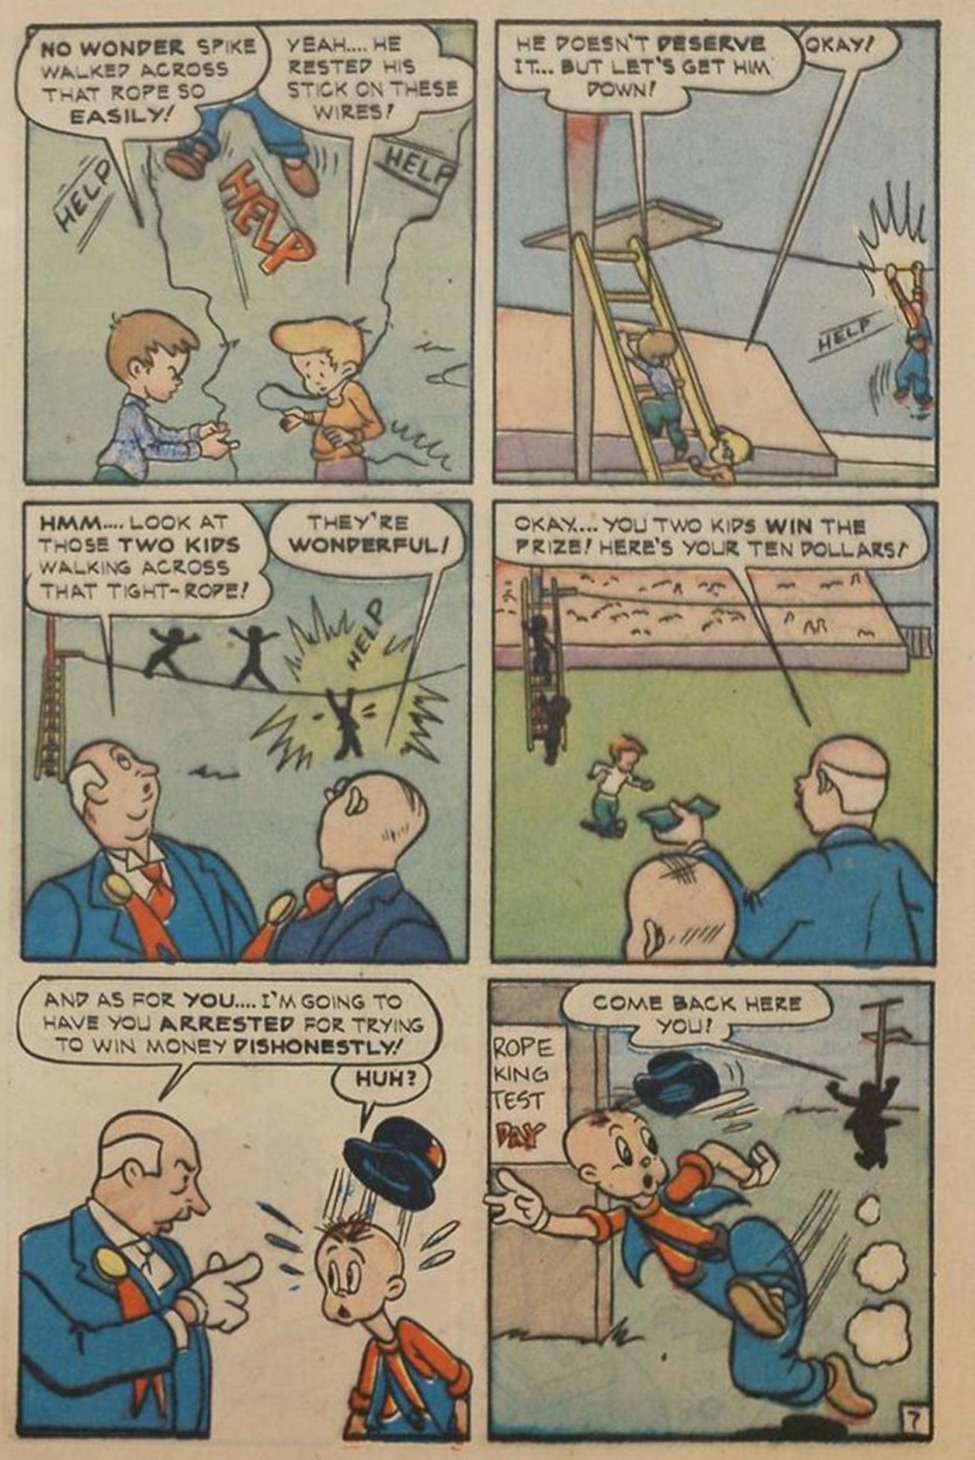 NO WONDER SPIKE
WALKED ACROSS
THAT ROPE SO
EASILY!
YEAH.... HE
RESTED HIS
STICK ON THESE
WIRES!
HELP
HELP
HELP
HE DOESN'T DESERVE
IT... BUT LET'S GET HIM
DOWN!
OKAY!
HELP
HMM.... LOOK AT
THOSE TWO KIDS
WALKING ACROSS
THAT TIGHT-ROPE!
THEY'RE
WONDERFUL!
HELP
OKAY.... YOU TWO KIDS WIN THE
PRIZE! HERE'S YOUR TEN DOLLARS!
AND AS FOR YOU.... I'M GOING TO
HAVE YOU ARRESTED FOR TRYING
TO WIN MONEY DISHONESTLY!
HUH?
COME BACK HERE
YOU!
ROPE
KING
TEST
DAY
7